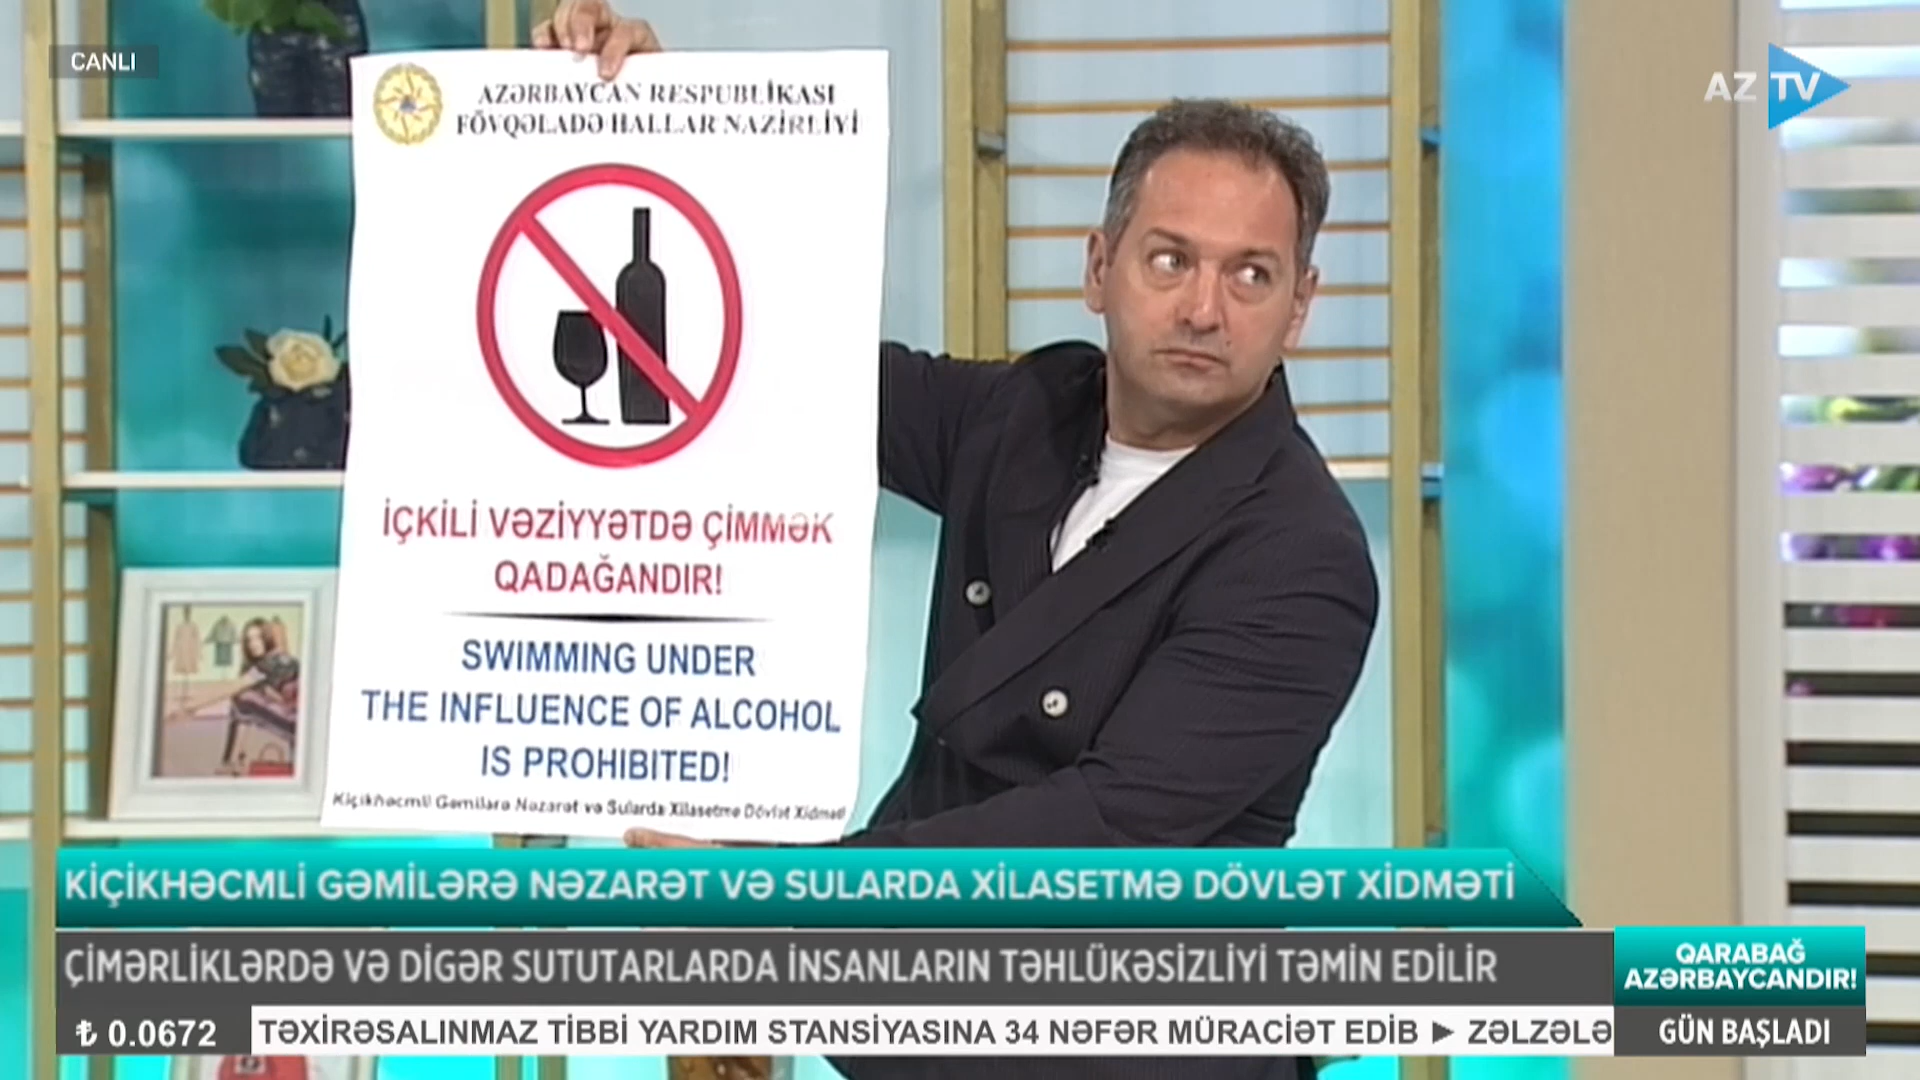 CANLI
AZTV
AZƏRBAYCAN RESPUBLİKASI
FÖVQƏLADƏ HALLAR NAZİRLİYİ
İÇKİLİ VƏZİYYƏTDƏ ÇİMMƏK
QADAĞANDIR!
SWIMMING UNDER
THE INFLUENCE OF ALCOHOL
IS PROHIBITED!
Kiçikhəcmli Gəmilərə Nəzarət və Sularda Xilasetmə Dövlət Xidməti
KİÇİKHƏCMLİ GƏMİLƏRƏ NƏZARƏT VƏ SULARDA XİLASETMƏ DÖVLƏT XİDMƏTİ
ÇİMƏRLİKLƏRDƏ VƏ DİGƏR SUTUTARLARDA İNSANLARIN TƏHLÜKƏSİZLİYİ TƏMİN EDİLİR
QARABAĞ
AZƏRBAYCANDIR!
₺ 0.0672
TƏXİRƏSALINMAZ TİBBİ YARDIM STANSİYASINA 34 NƏFƏR MÜRACİƏT EDİB ► ZƏLZƏLƏ
GÜN BAŞLADI